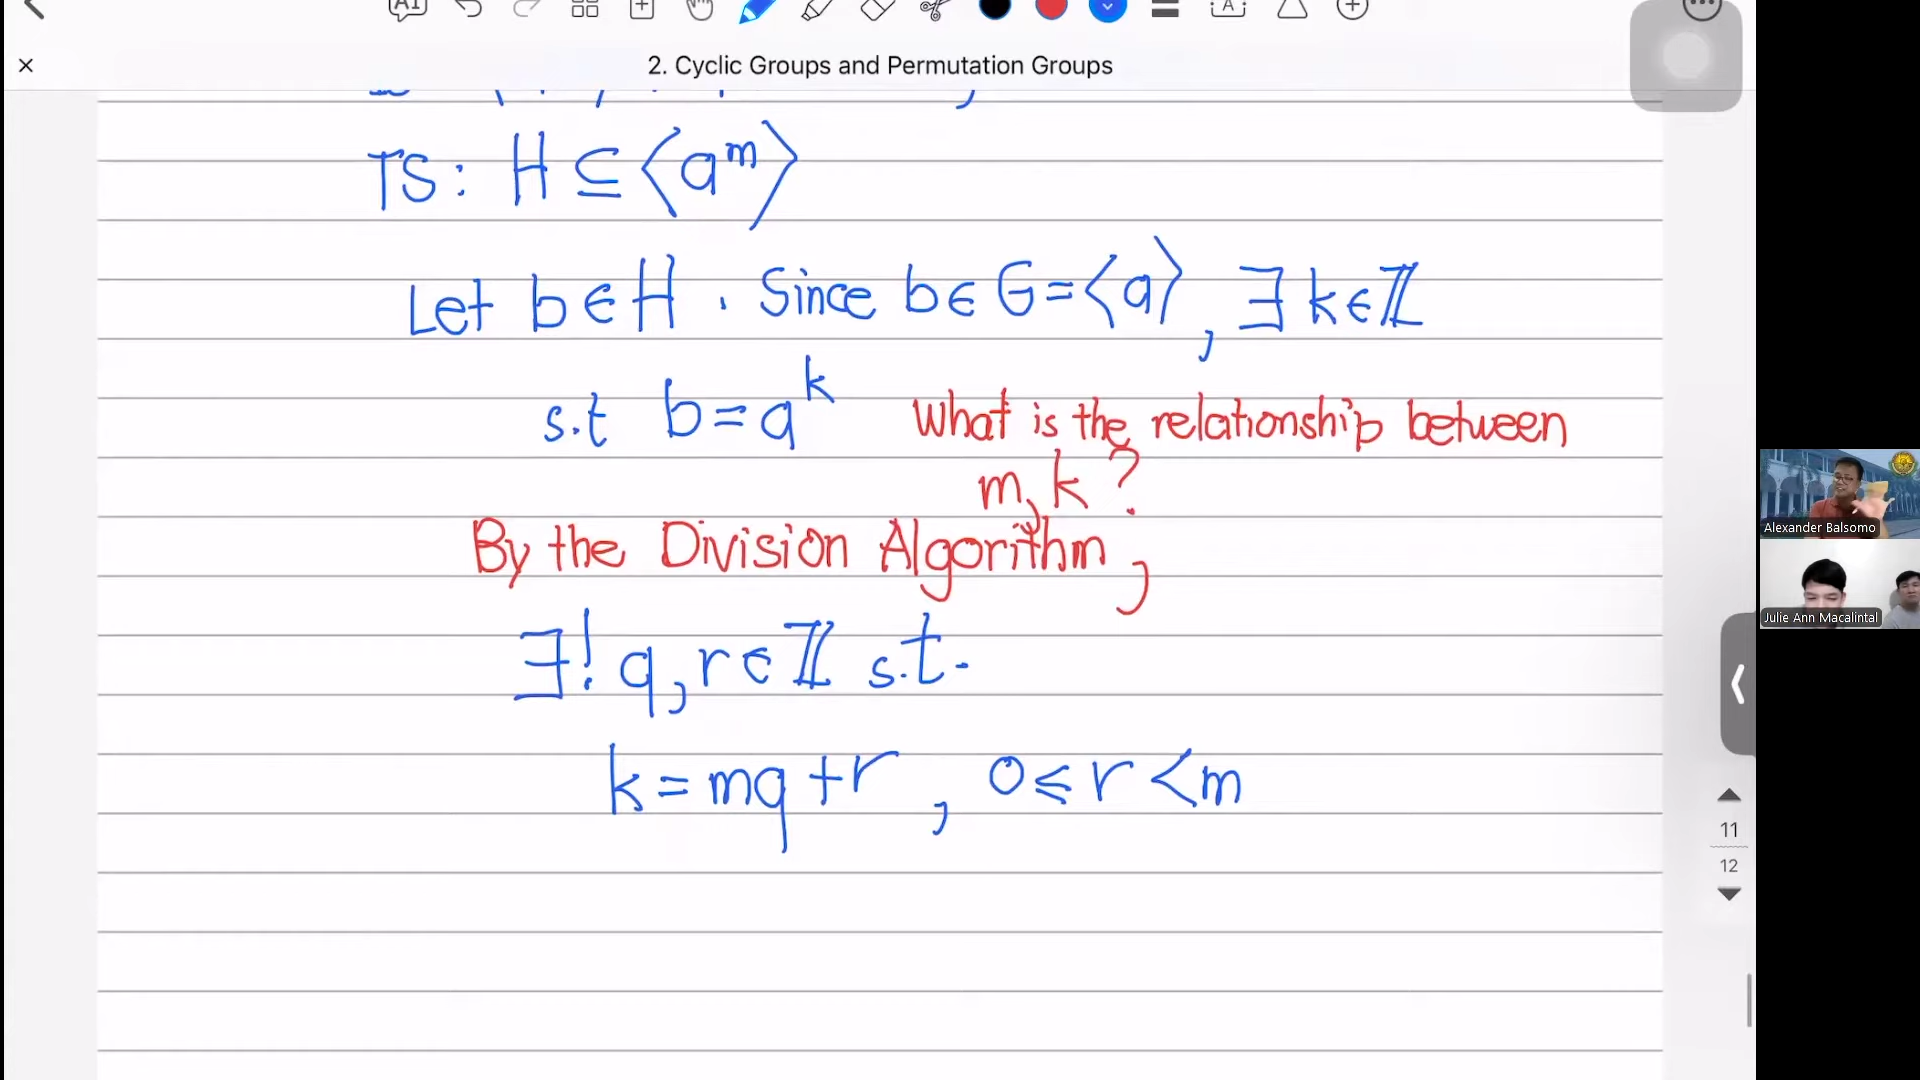 2. Cyclic Groups and Permutation Groups
TS: H ⊆ ⟨a^m⟩
Let b ∈ H. Since b ∈ G = ⟨a⟩, ∃ k ∈ ℤ
s.t b = a^k What is the relationship between
m, k ?
By the Division Algorithm,
∃! q, r ∈ ℤ s.t.
k = mq + r, 0 ≤ r < m
Alexander Balsomo
Julie Ann Macalintal
11
12